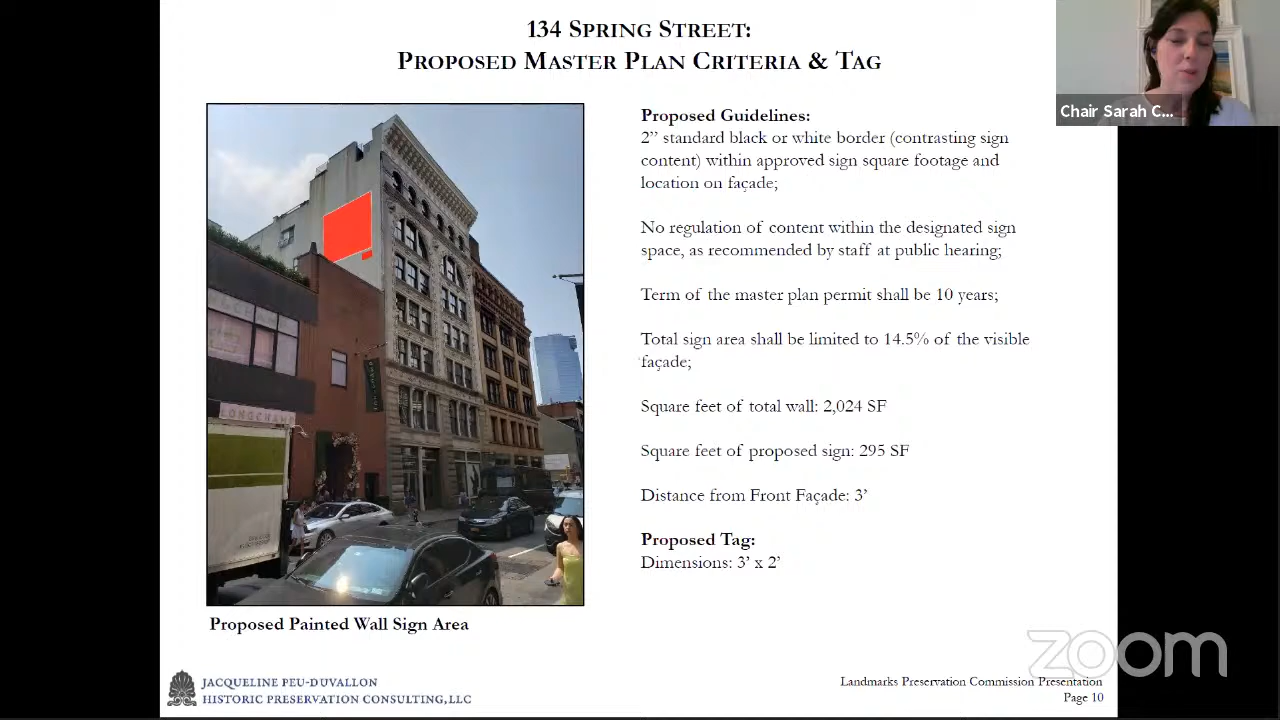 134 SPRING STREET:
PROPOSED MASTER PLAN CRITERIA & TAG
Chair Sarah C...
Proposed Guidelines:
2” standard black or white border (contrasting sign
content) within approved sign square footage and
location on façade;
No regulation of content within the designated sign
space, as recommended by staff at public hearing;
Term of the master plan permit shall be 10 years;
Total sign area shall be limited to 14.5% of the visible
façade;
Square feet of total wall: 2,024 SF
Square feet of proposed sign: 295 SF
Distance from Front Façade: 3’
Proposed Tag:
Dimensions: 3’ x 2’
LONGCHAMP
Proposed Painted Wall Sign Area
JACQUELINE PEU-DUVALLON
HISTORIC PRESERVATION CONSULTING, LLC
Landmarks Preservation Commission Presentation
Page 10
zoom